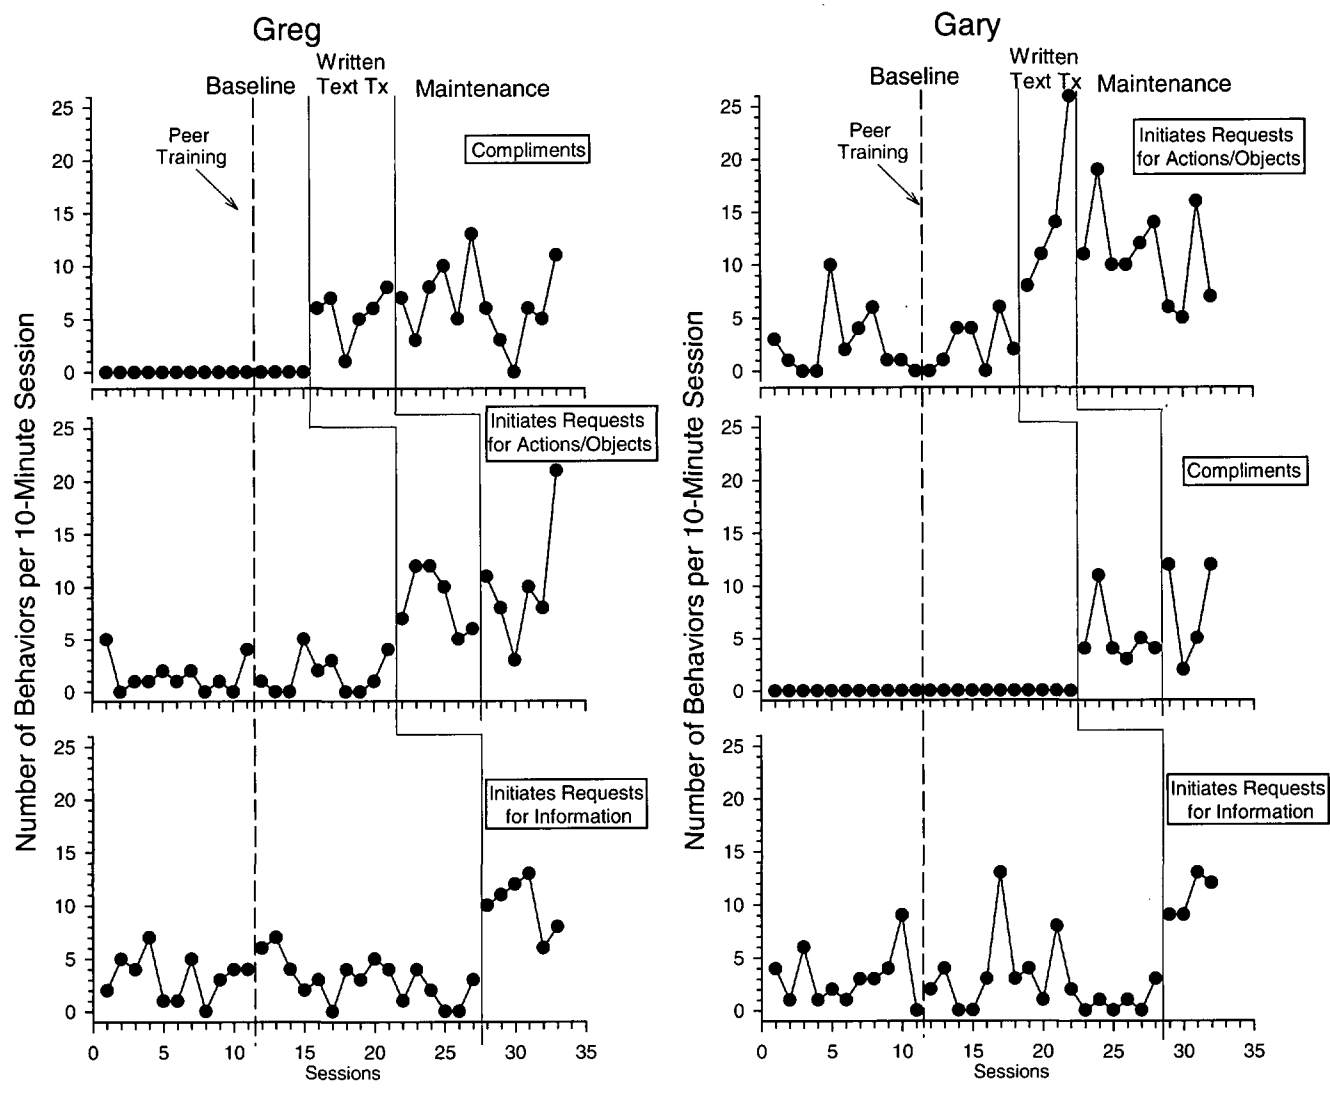 Greg
Written
Text Tx
Baseline
Maintenance
Peer
Training
Compliments
25
20
15
10
5
0
Initiates Requests
for Actions/Objects
25
20
15
10
5
0
Initiates Requests
for Information
25
20
15
10
5
0
0 5 10 15 20 25 30 35
Sessions
Number of Behaviors per 10-Minute Session
Gary
Written
Text Tx
Baseline
Maintenance
Peer
Training
Initiates Requests
for Actions/Objects
25
20
15
10
5
0
Compliments
25
20
15
10
5
0
Initiates Requests
for Information
25
20
15
10
5
0
0 5 10 15 20 25 30 35
Sessions
Number of Behaviors per 10-Minute Session